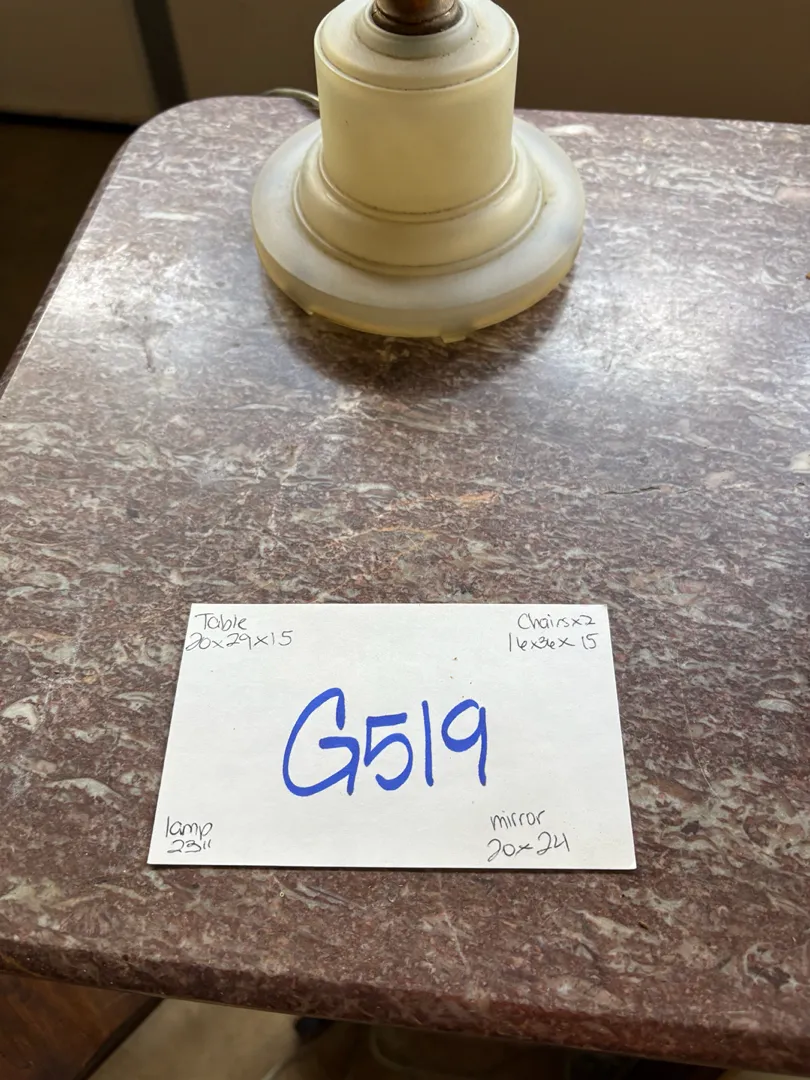 Table
20x29x15
Chairsx2
16x36x15
G519
lamp
23"
mirror
20x24